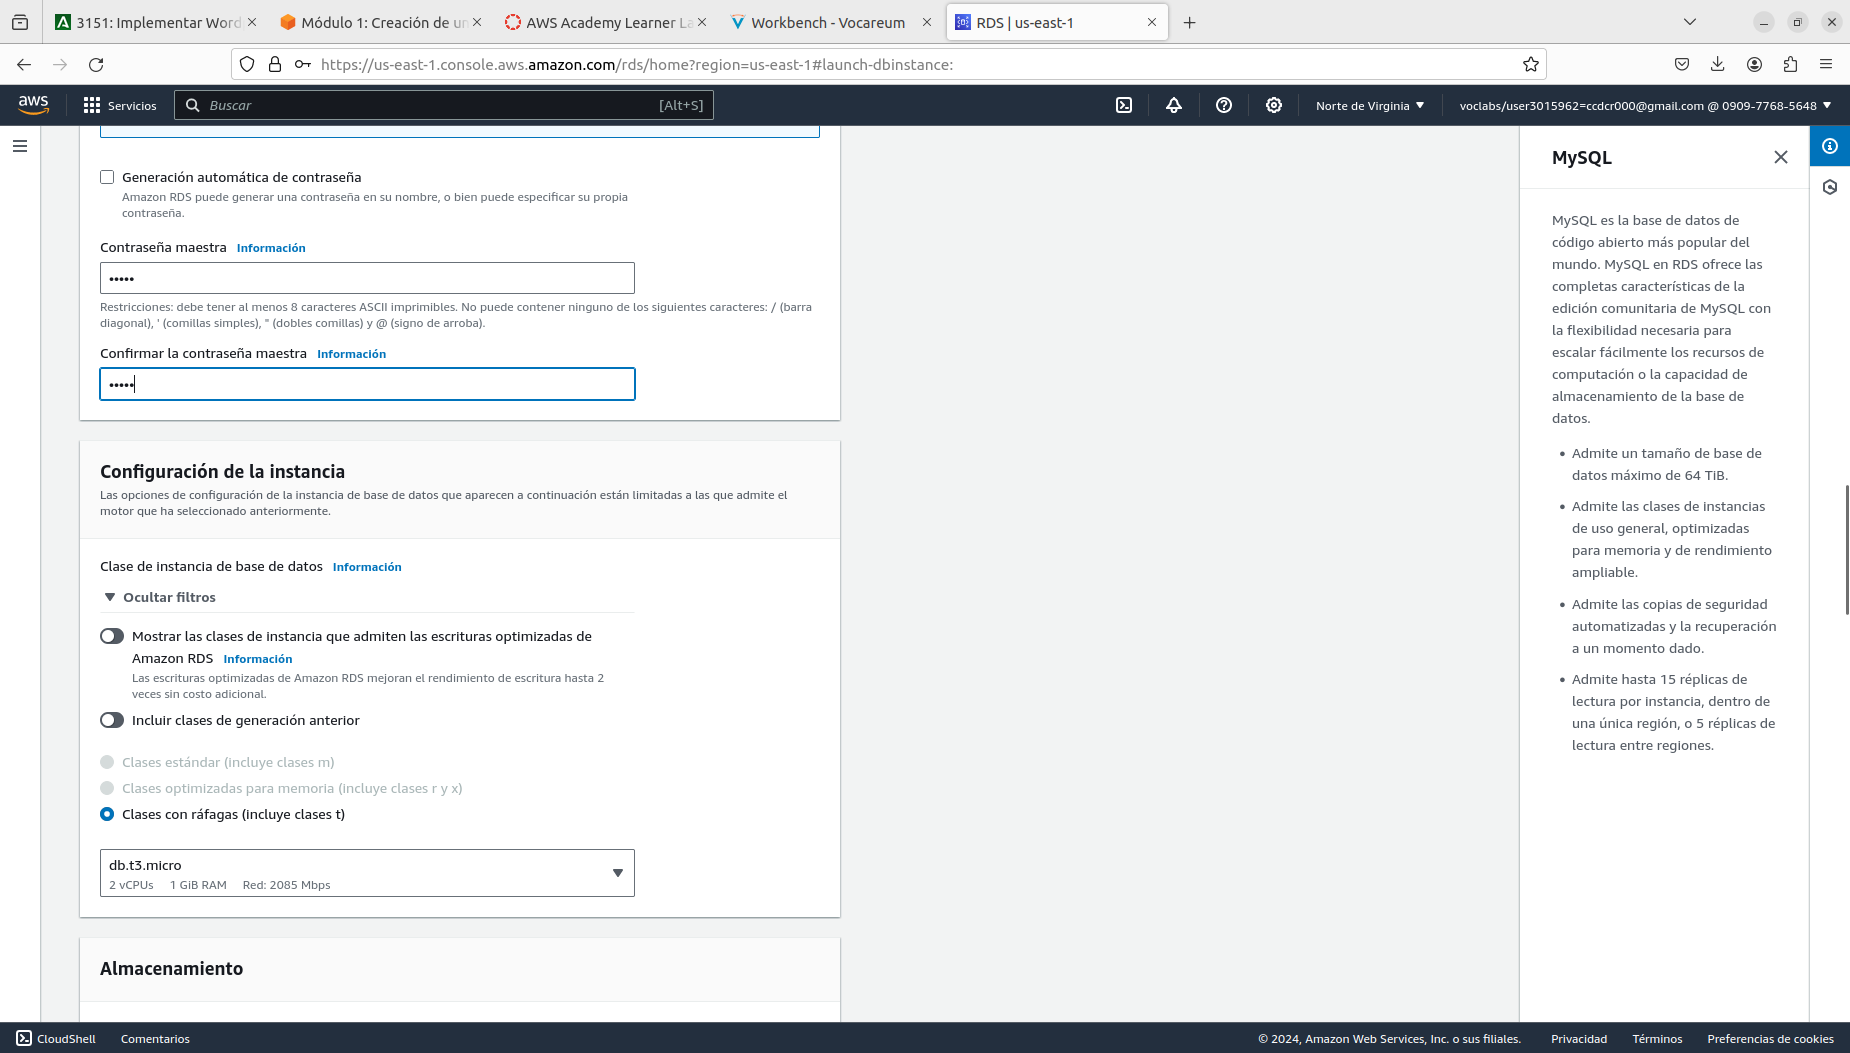 3151: Implementar Word
Módulo 1: Creación de un
AWS Academy Learner La
Workbench - Vocareum
RDS | us-east-1
https://us-east-1.console.aws.amazon.com/rds/home?region=us-east-1#launch-dbinstance:
aws
Servicios
Buscar
[Alt+S]
Norte de Virginia
voclabs/user3015962=ccdcr000@gmail.com @ 0909-7768-5648
Generación automática de contraseña
Amazon RDS puede generar una contraseña en su nombre, o bien puede especificar su propia
contraseña.
Contraseña maestra Información
•••••
Restricciones: debe tener al menos 8 caracteres ASCII imprimibles. No puede contener ninguno de los siguientes caracteres: / (barra
diagonal), ' (comillas simples), " (dobles comillas) y @ (signo de arroba).
Confirmar la contraseña maestra Información
•••••
Configuración de la instancia
Las opciones de configuración de la instancia de base de datos que aparecen a continuación están limitadas a las que admite el
motor que ha seleccionado anteriormente.
Clase de instancia de base de datos Información
Ocultar filtros
Mostrar las clases de instancia que admiten las escrituras optimizadas de
Amazon RDS Información
Las escrituras optimizadas de Amazon RDS mejoran el rendimiento de escritura hasta 2
veces sin costo adicional.
Incluir clases de generación anterior
Clases estándar (incluye clases m)
Clases optimizadas para memoria (incluye clases r y x)
Clases con ráfagas (incluye clases t)
db.t3.micro
2 vCPUs 1 GiB RAM Red: 2085 Mbps
Almacenamiento
MySQL
MySQL es la base de datos de
código abierto más popular del
mundo. MySQL en RDS ofrece las
completas características de la
edición comunitaria de MySQL con
la flexibilidad necesaria para
escalar fácilmente los recursos de
computación o la capacidad de
almacenamiento de la base de
datos.
• Admite un tamaño de base de
datos máximo de 64 TiB.
• Admite las clases de instancias
de uso general, optimizadas
para memoria y de rendimiento
ampliable.
• Admite las copias de seguridad
automatizadas y la recuperación
a un momento dado.
• Admite hasta 15 réplicas de
lectura por instancia, dentro de
una única región, o 5 réplicas de
lectura entre regiones.
CloudShell
Comentarios
© 2024, Amazon Web Services, Inc. o sus filiales.
Privacidad
Términos
Preferencias de cookies